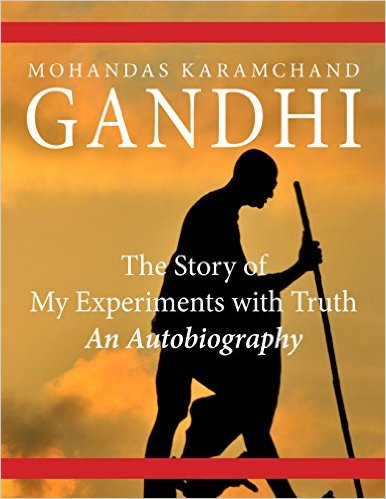 MOHANDAS KARAMCHAND
GANDHI
The Story of
My Experiments with Truth
An Autobiography